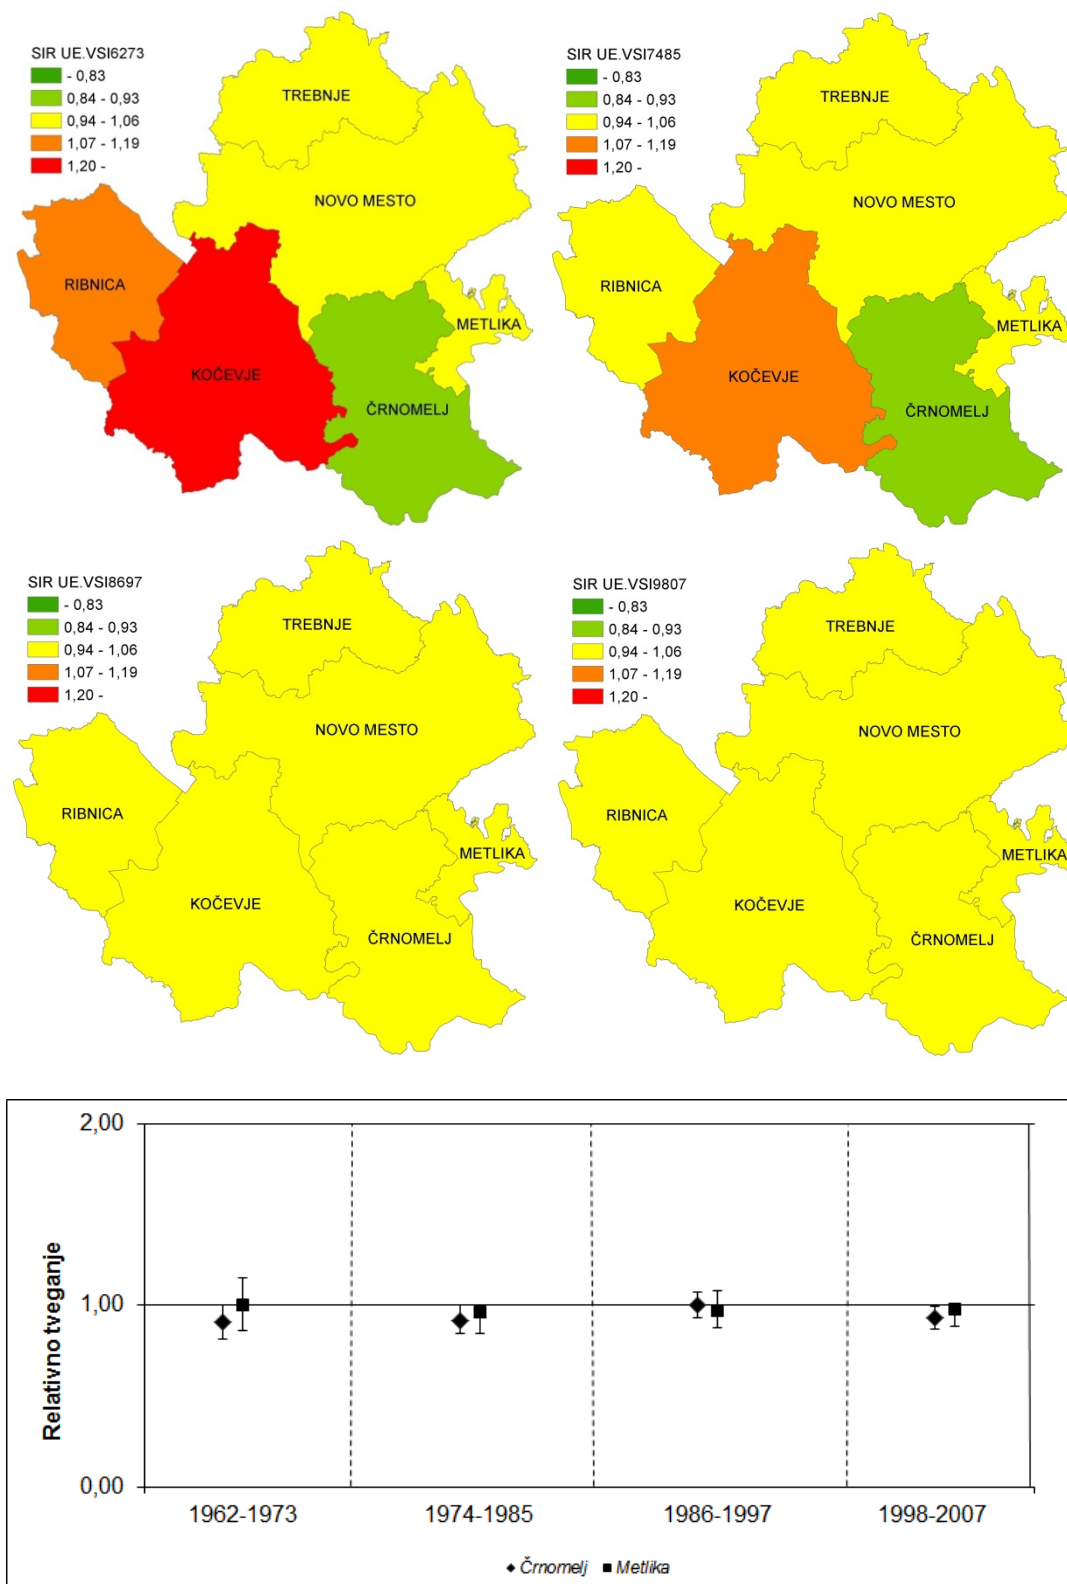 SIR UE.VSI6273
- 0,83
0,84 - 0,93
0,94 - 1,06
1,07 - 1,19
1,20 -
TREBNJE
NOVO MESTO
RIBNICA
METLIKA
KOČEVJE
ČRNOMELJ
SIR UE.VSI7485
- 0,83
0,84 - 0,93
0,94 - 1,06
1,07 - 1,19
1,20 -
TREBNJE
NOVO MESTO
RIBNICA
METLIKA
KOČEVJE
ČRNOMELJ
SIR UE.VSI8697
- 0,83
0,84 - 0,93
0,94 - 1,06
1,07 - 1,19
1,20 -
TREBNJE
NOVO MESTO
RIBNICA
METLIKA
KOČEVJE
ČRNOMELJ
SIR UE.VSI9807
- 0,83
0,84 - 0,93
0,94 - 1,06
1,07 - 1,19
1,20 -
TREBNJE
NOVO MESTO
RIBNICA
METLIKA
KOČEVJE
ČRNOMELJ
Relativno tveganje
2,00
1,00
0,00
1962-1973 1974-1985 1986-1997 1998-2007
Črnomelj Metlika